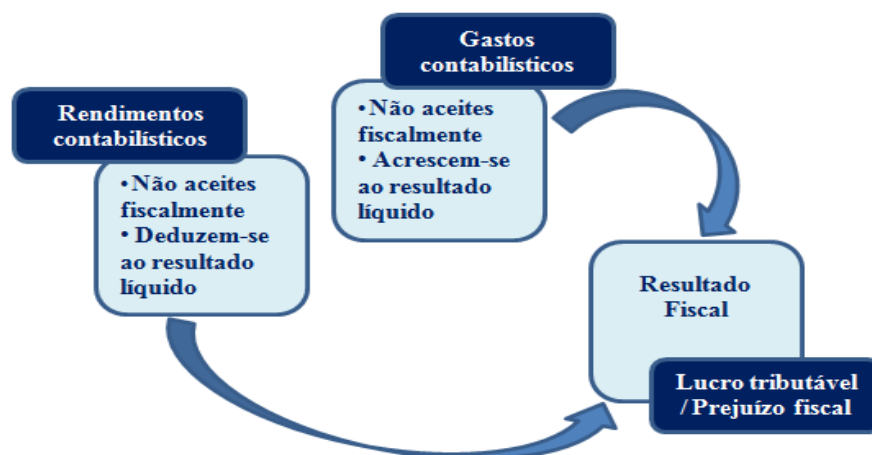 Gastos
contabilísticos
• Não aceites
fiscalmente
• Acrescem-se
ao resultado
líquido
Rendimentos
contabilísticos
• Não aceites
fiscalmente
• Deduzem-se
ao resultado
líquido
Resultado
Fiscal
Lucro tributável
/ Prejuízo fiscal